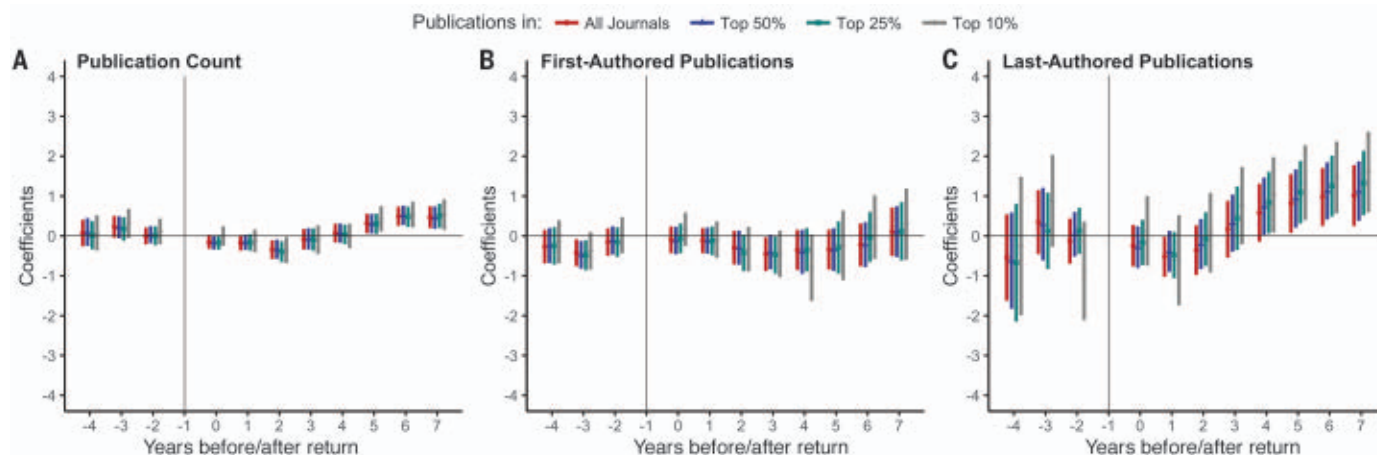 Publications in: All Journals Top 50% Top 25% Top 10%
A Publication Count
4
3
2
1
0
-1
-2
-3
-4
Coefficients
-4 -3 -2 -1 0 1 2 3 4 5 6 7
Years before/after return
B First-Authored Publications
4
3
2
1
0
-1
-2
-3
-4
Coefficients
-4 -3 -2 -1 0 1 2 3 4 5 6 7
Years before/after return
C Last-Authored Publications
4
3
2
1
0
-1
-2
-3
-4
Coefficients
-4 -3 -2 -1 0 1 2 3 4 5 6 7
Years before/after return